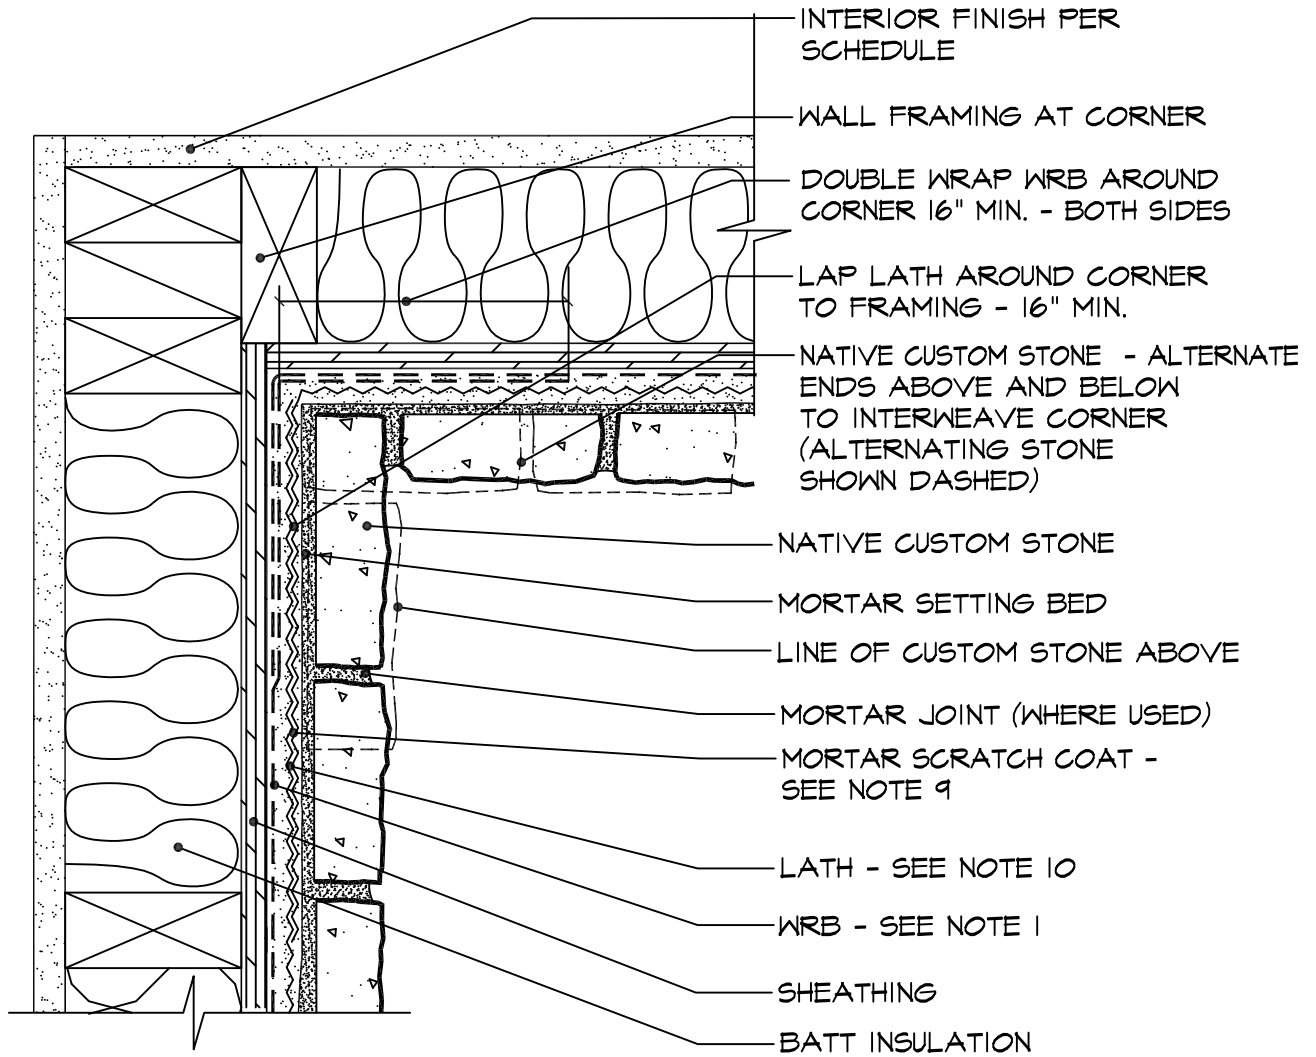 INTERIOR FINISH PER
SCHEDULE
WALL FRAMING AT CORNER
DOUBLE WRAP WRB AROUND
CORNER 16" MIN. - BOTH SIDES
LAP LATH AROUND CORNER
TO FRAMING - 16" MIN.
NATIVE CUSTOM STONE - ALTERNATE
ENDS ABOVE AND BELOW
TO INTERWEAVE CORNER
(ALTERNATING STONE
SHOWN DASHED)
NATIVE CUSTOM STONE
MORTAR SETTING BED
LINE OF CUSTOM STONE ABOVE
MORTAR JOINT (WHERE USED)
MORTAR SCRATCH COAT -
SEE NOTE 9
LATH - SEE NOTE 10
WRB - SEE NOTE 1
SHEATHING
BATT INSULATION